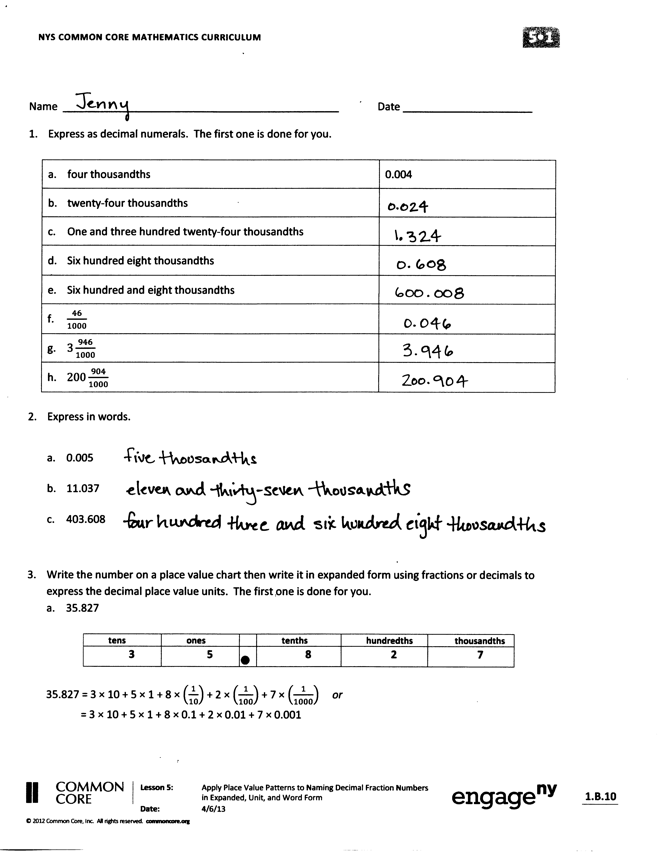 NYS COMMON CORE MATHEMATICS CURRICULUM
5•1
Name Jenny Date
1. Express as decimal numerals. The first one is done for you.
a. four thousandths 0.004
b. twenty-four thousandths 0.024
c. One and three hundred twenty-four thousandths 1.324
d. Six hundred eight thousandths 0.608
e. Six hundred and eight thousandths 600.008
f. 46/1000 0.046
g. 3 946/1000 3.946
h. 200 904/1000 200.904
2. Express in words.
a. 0.005 five thousandths
b. 11.037 eleven and thirty-seven thousandths
c. 403.608 four hundred three and six hundred eight thousandths
3. Write the number on a place value chart then write it in expanded form using fractions or decimals to
express the decimal place value units. The first one is done for you.
a. 35.827
tens ones tenths hundredths thousandths
3 5 • 8 2 7
35.827 = 3 × 10 + 5 × 1 + 8 × (1/10) + 2 × (1/100) + 7 × (1/1000) or
= 3 × 10 + 5 × 1 + 8 × 0.1 + 2 × 0.01 + 7 × 0.001
COMMON CORE
Lesson 5: Apply Place Value Patterns to Naming Decimal Fraction Numbers
in Expanded, Unit, and Word Form
Date: 4/6/13
engageny
1.B.10
© 2012 Common Core, Inc. All rights reserved. commoncore.org